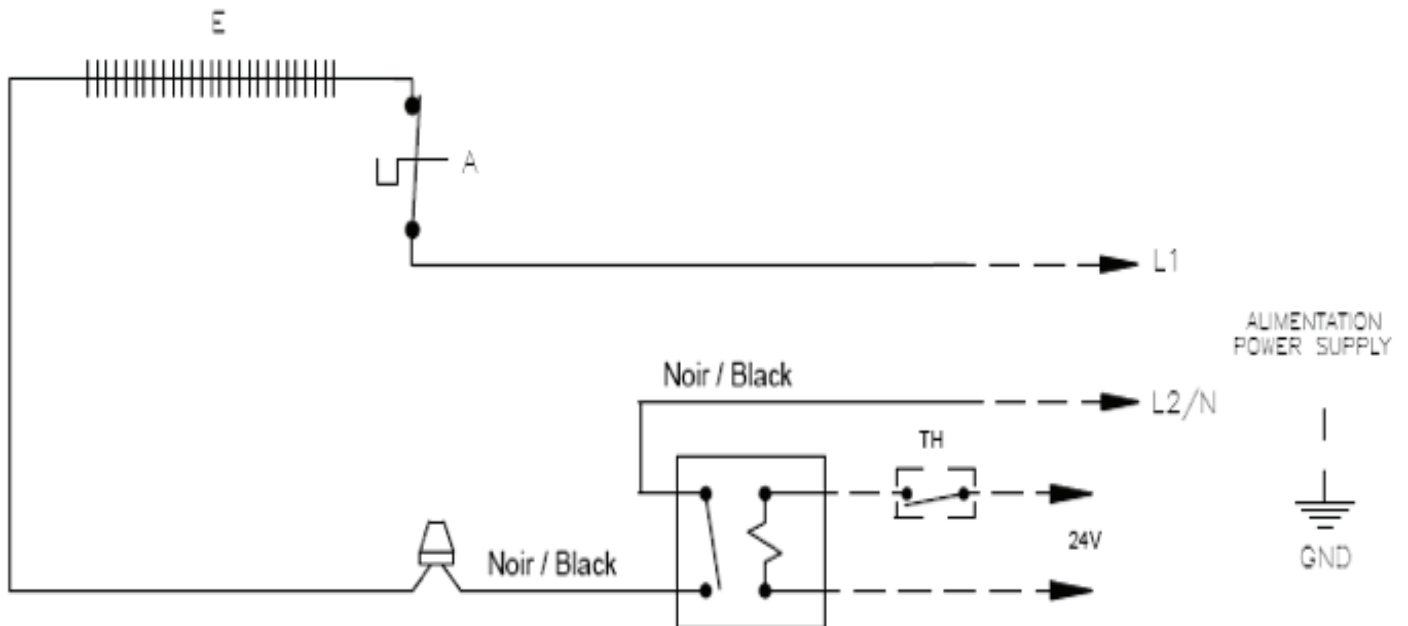 E
A
L1
ALIMENTATION
POWER SUPPLY
Noir / Black
L2/N
TH
24V
Noir / Black
GND